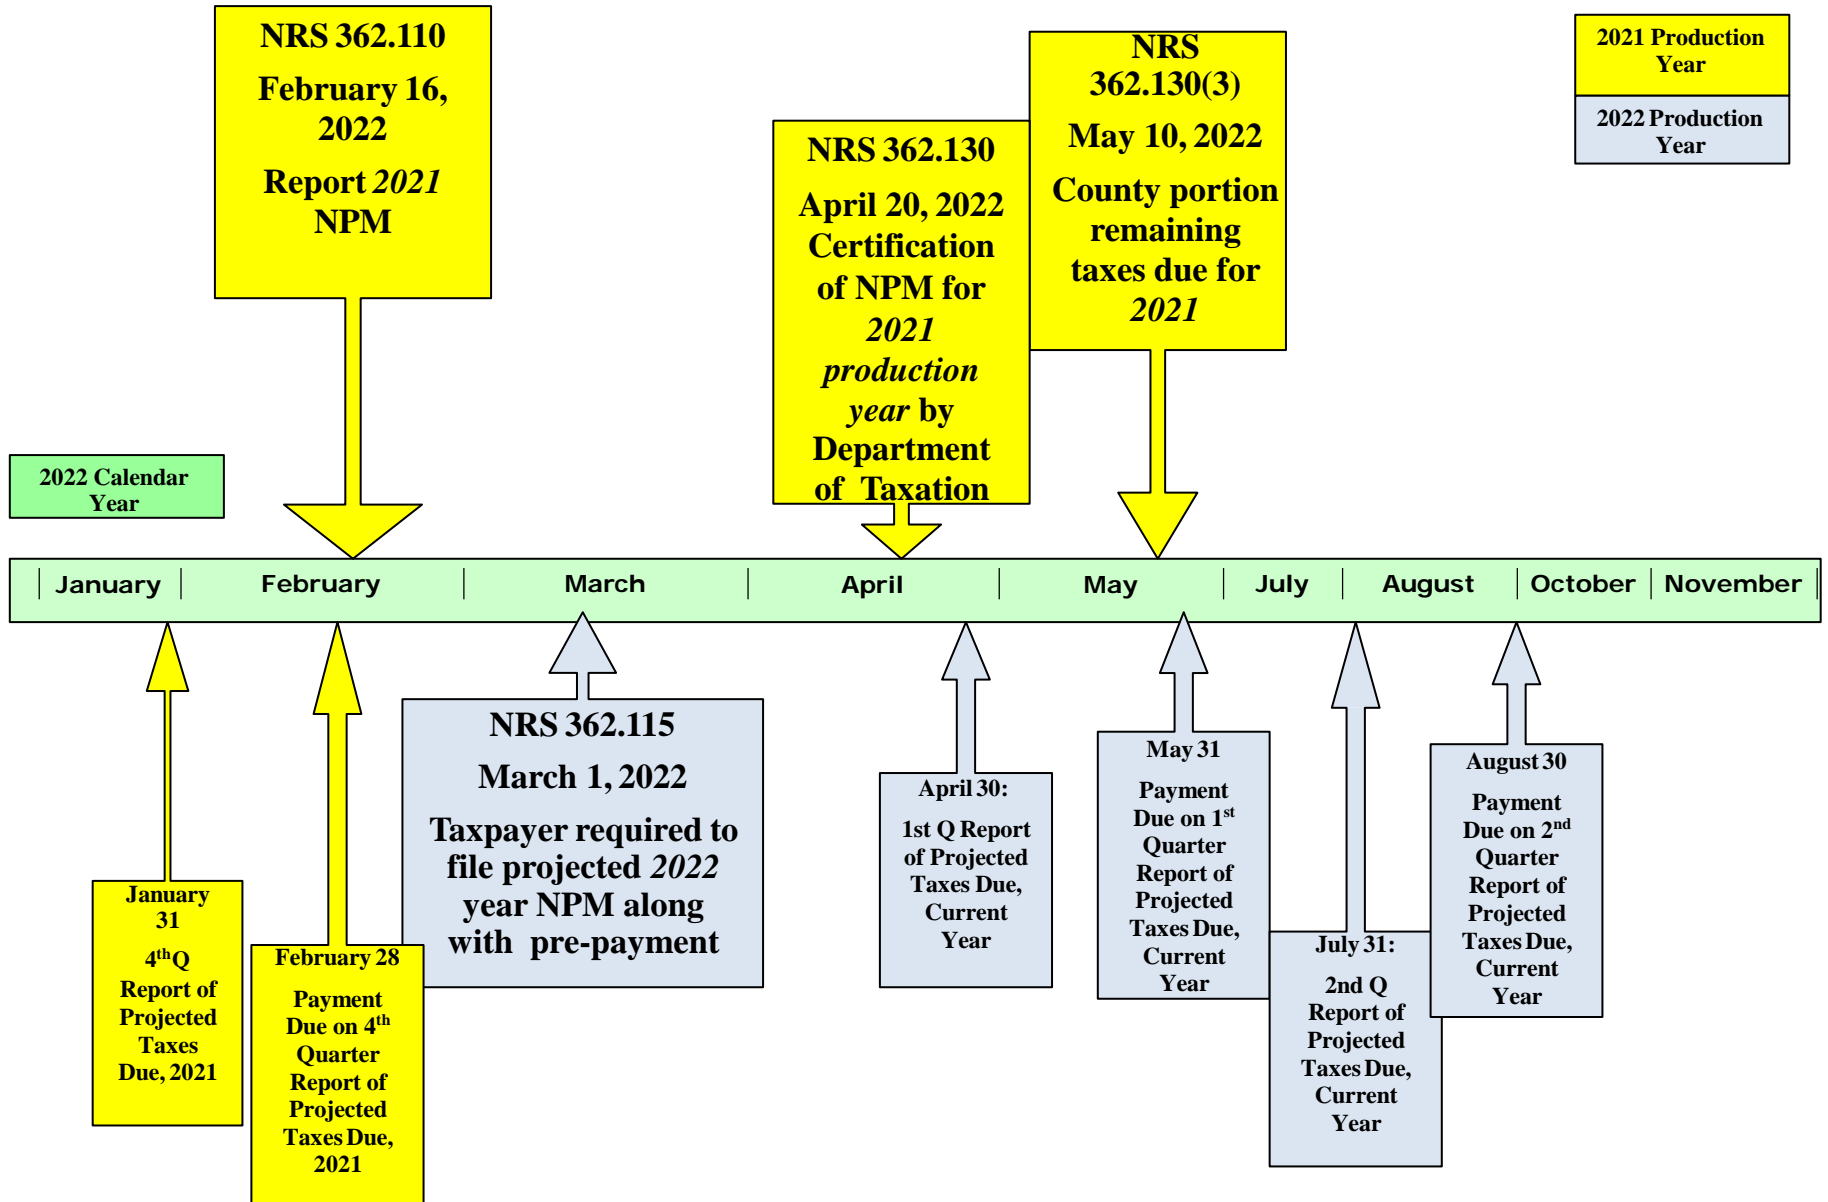 NRS 362.110
February 16,
2022
Report 2021
NPM
NRS 362.130
April 20, 2022
Certification
of NPM for
2021
production
year by
Department
of Taxation
NRS
362.130(3)
May 10, 2022
County portion
remaining
taxes due for
2021
2021 Production
Year
2022 Production
Year
2022 Calendar
Year
January
February
March
April
May
July
August
October
November
January
31
4thQ
Report of
Projected
Taxes
Due, 2021
February 28
Payment
Due on 4th
Quarter
Report of
Projected
Taxes Due,
2021
NRS 362.115
March 1, 2022
Taxpayer required to
file projected 2022
year NPM along
with pre-payment
April 30:
1st Q Report
of Projected
Taxes Due,
Current
Year
May 31
Payment
Due on 1st
Quarter
Report of
Projected
Taxes Due,
Current
Year
July 31:
2nd Q
Report of
Projected
Taxes Due,
Current
Year
August 30
Payment
Due on 2nd
Quarter
Report of
Projected
Taxes Due,
Current
Year